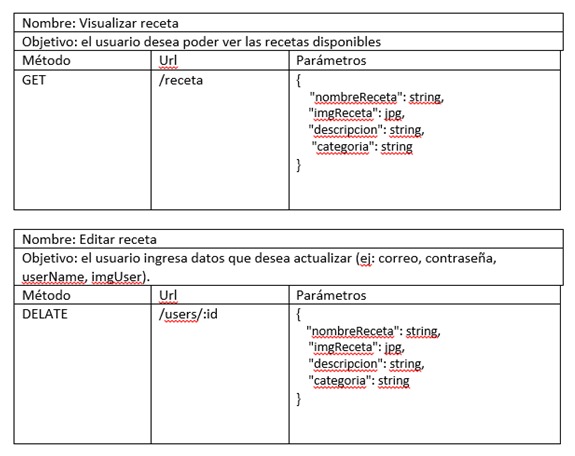 Nombre: Visualizar receta
Objetivo: el usuario desea poder ver las recetas disponibles
Método Url Parámetros
GET /receta {
"nombreReceta": string,
"imgReceta": jpg,
"descripcion": string,
"categoria": string
}
Nombre: Editar receta
Objetivo: el usuario ingresa datos que desea actualizar (ej: correo, contraseña,
userName, imgUser).
Método Url Parámetros
DELATE /users/:id {
"nombreReceta": string,
"imgReceta": jpg,
"descripcion": string,
"categoria": string
}